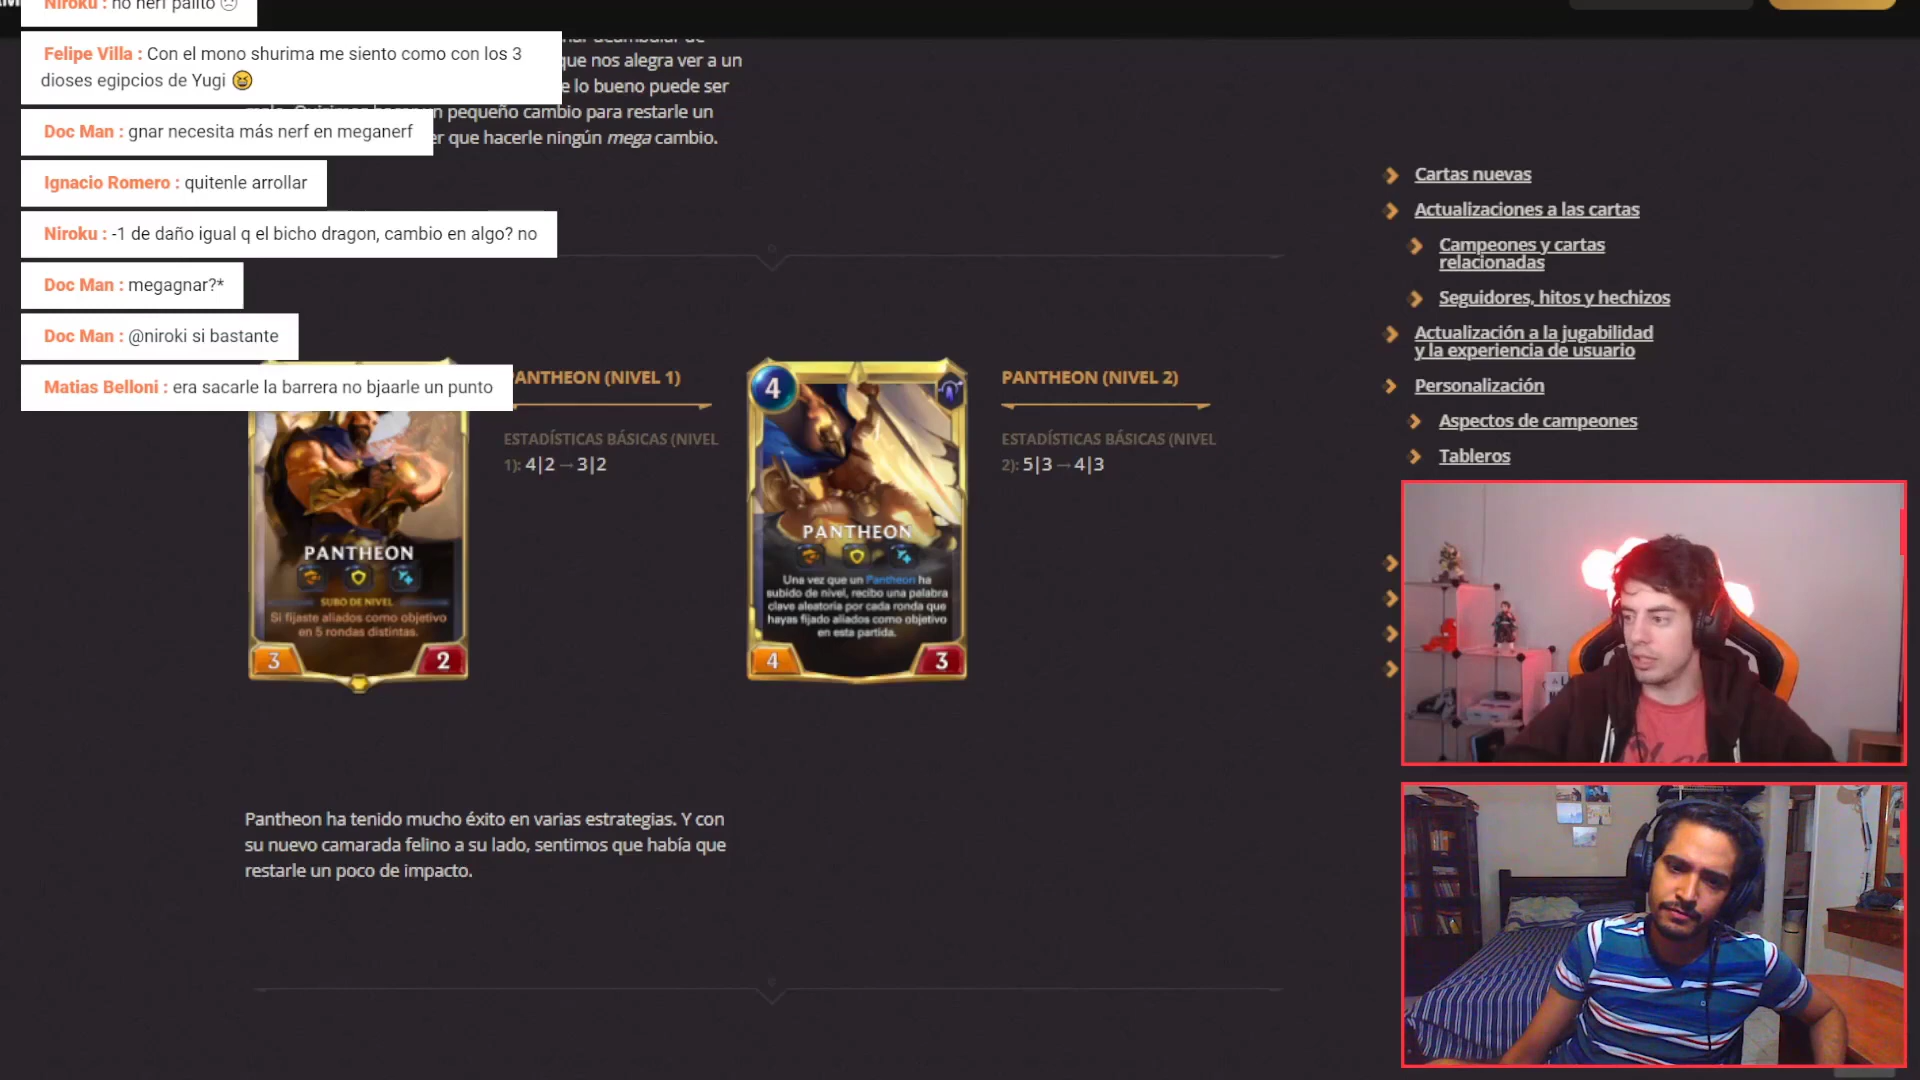 Niroku : no nerf palito
Felipe Villa : Con el mono shurima me siento como con los 3
dioses egipcios de Yugi
que nos alegra ver a un
e lo bueno puede ser
n pequeño cambio para restarle un
Doc Man : gnar necesita más nerf en meganerf
er que hacerle ningún mega cambio.
Ignacio Romero : quitenle arrollar
Niroku : -1 de daño igual q el bicho dragon, cambio en algo? no
Doc Man : megagnar?*
Doc Man : @niroki si bastante
Matias Belloni : era sacarle la barrera no bjaarle un punto
ANTHEON (NIVEL 1)
ESTADÍSTICAS BÁSICAS (NIVEL
1): 4|2→3|2
PANTHEON
SUBO DE NIVEL
Si fijaste aliados como objetivo
en 5 rondas distintas.
3
2
4
PANTHEON
Una vez que un Pantheon ha
subido de nivel, recibo una palabra
clave aleatoria por cada ronda que
hayas fijado aliados como objetivo
en esta partida.
4
3
PANTHEON (NIVEL 2)
ESTADÍSTICAS BÁSICAS (NIVEL
2): 5|3→4|3
Pantheon ha tenido mucho éxito en varias estrategias. Y con
su nuevo camarada felino a su lado, sentimos que había que
restarle un poco de impacto.
Cartas nuevas
Actualizaciones a las cartas
Campeones y cartas
relacionadas
Seguidores, hitos y hechizos
Actualización a la jugabilidad
y la experiencia de usuario
Personalización
Aspectos de campeones
Tableros